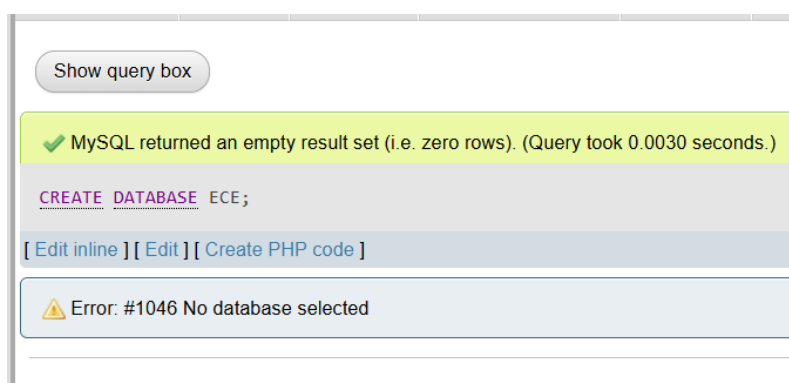 Show query box
MySQL returned an empty result set (i.e. zero rows). (Query took 0.0030 seconds.)
CREATE DATABASE ECE;
[ Edit inline ] [ Edit ] [ Create PHP code ]
Error: #1046 No database selected